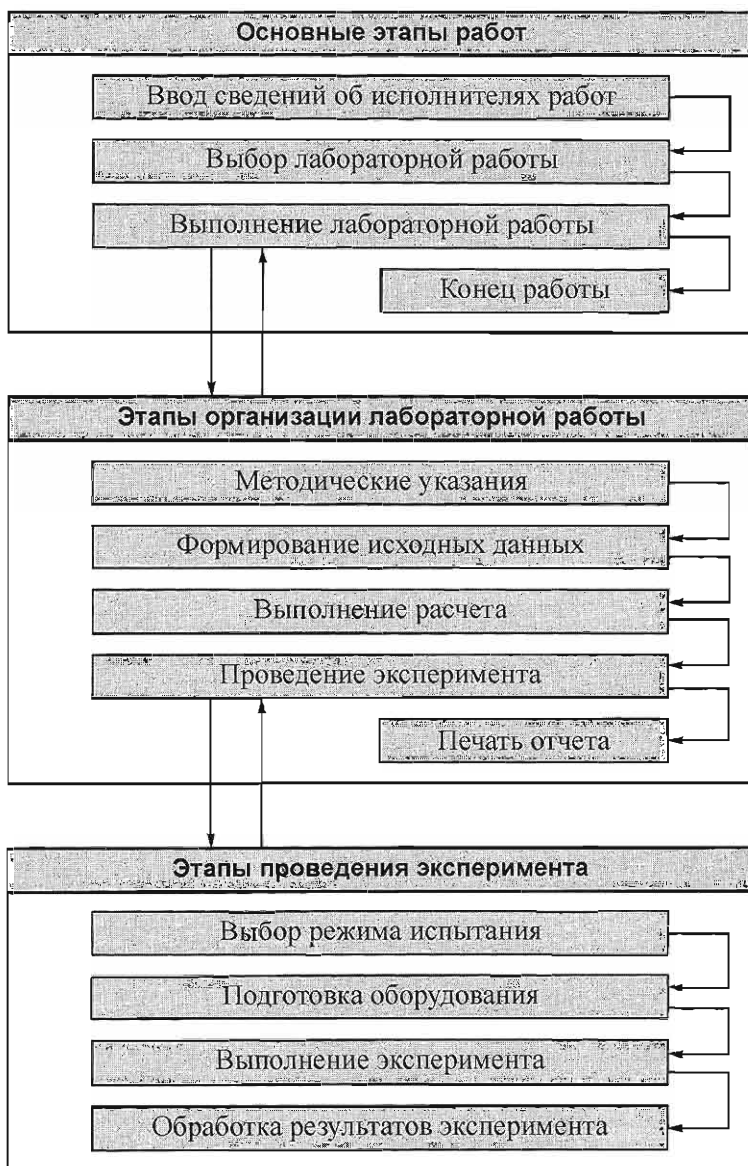 Основные этапы работ
Ввод сведений об исполнителях работ
Выбор лабораторной работы
Выполнение лабораторной работы
Конец работы
Этапы организации лабораторной работы
Методические указания
Формирование исходных данных
Выполнение расчета
Проведение эксперимента
Печать отчета
Этапы проведения эксперимента
Выбор режима испытания
Подготовка оборудования
Выполнение эксперимента
Обработка результатов эксперимента